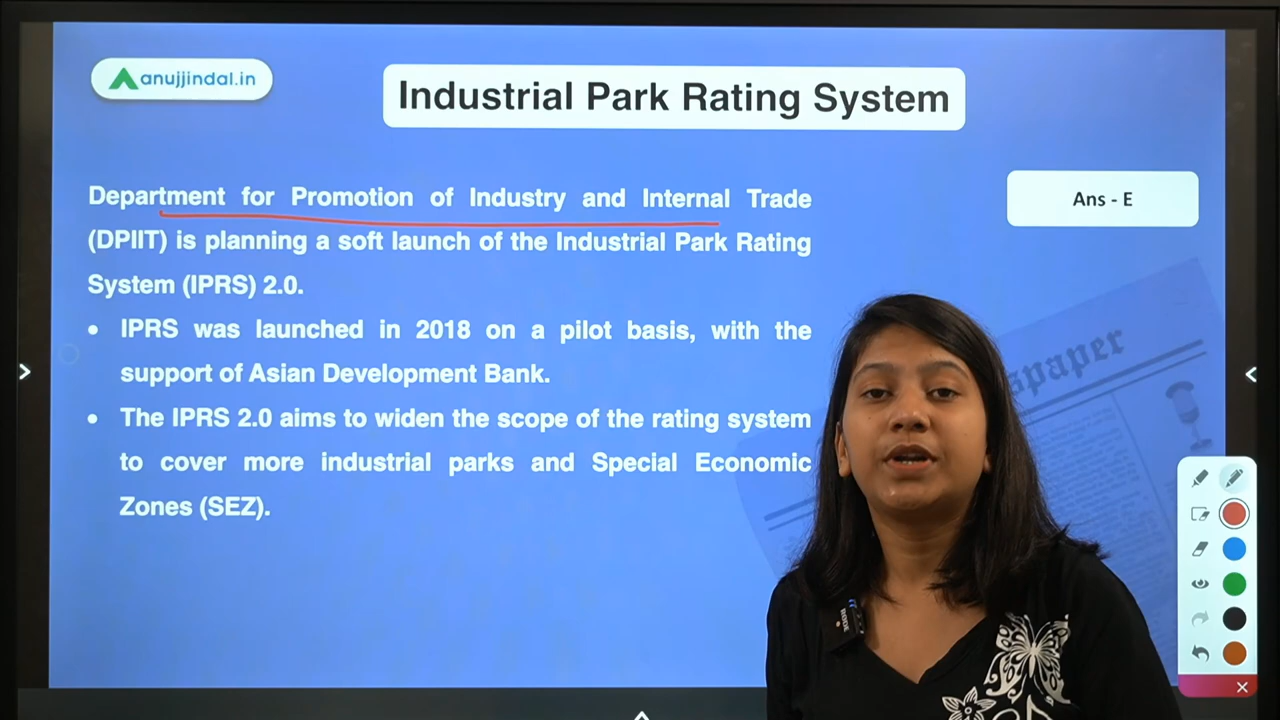 anujjindal.in
Industrial Park Rating System
Department for Promotion of Industry and Internal Trade
(DPIIT) is planning a soft launch of the Industrial Park Rating
System (IPRS) 2.0.
• IPRS was launched in 2018 on a pilot basis, with the
support of Asian Development Bank.
• The IPRS 2.0 aims to widen the scope of the rating system
to cover more industrial parks and Special Economic
Zones (SEZ).
Ans - E
spaper
RODE